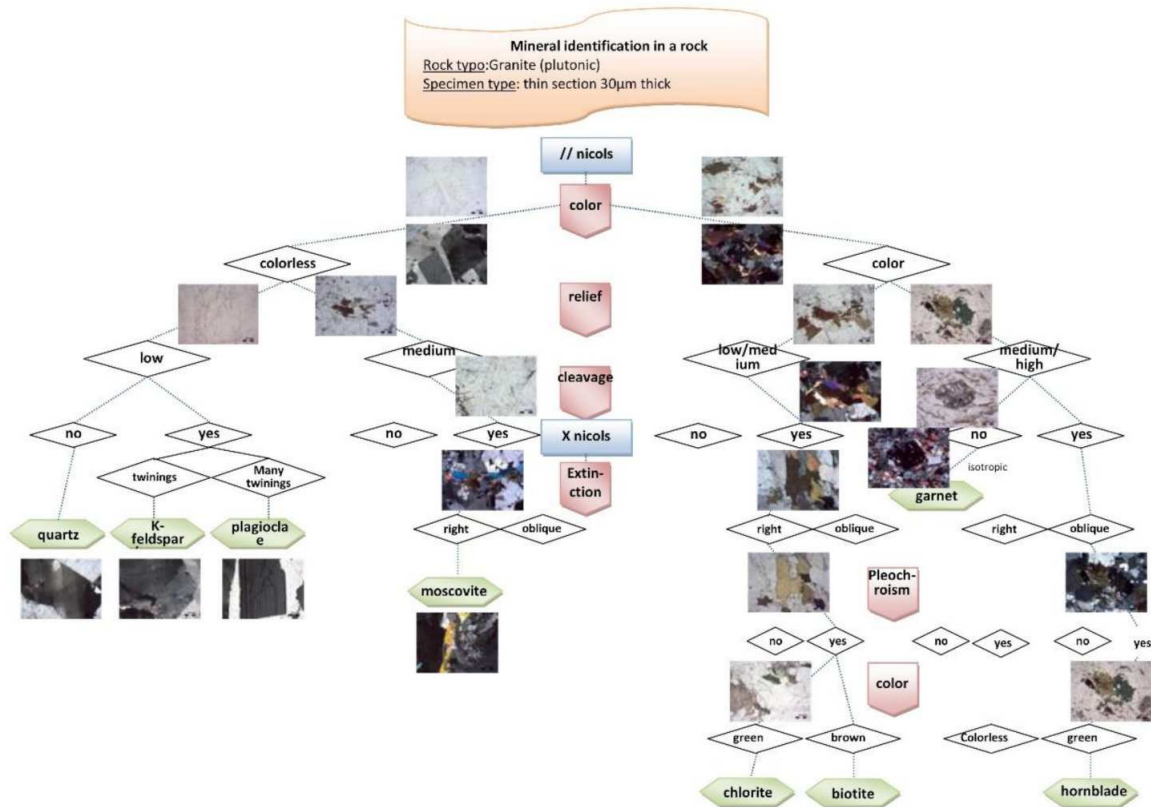 Mineral identification in a rock
Rock typo:Granite (plutonic)
Specimen type: thin section 30µm thick
// nicols
color
colorless
color
relief
low
medium
low/med
ium
medium/
high
cleavage
no
yes
no
yes
X nicols
no
yes
no
yes
isotropic
twinings
Many
twinings
Extin-
ction
garnet
quartz
K-
feldspar
plagiocla
e
right
oblique
right
oblique
right
oblique
moscovite
Pleoch-
roism
no
yes
no
yes
no
yes
color
green
brown
Colorless
green
chlorite
biotite
hornblade